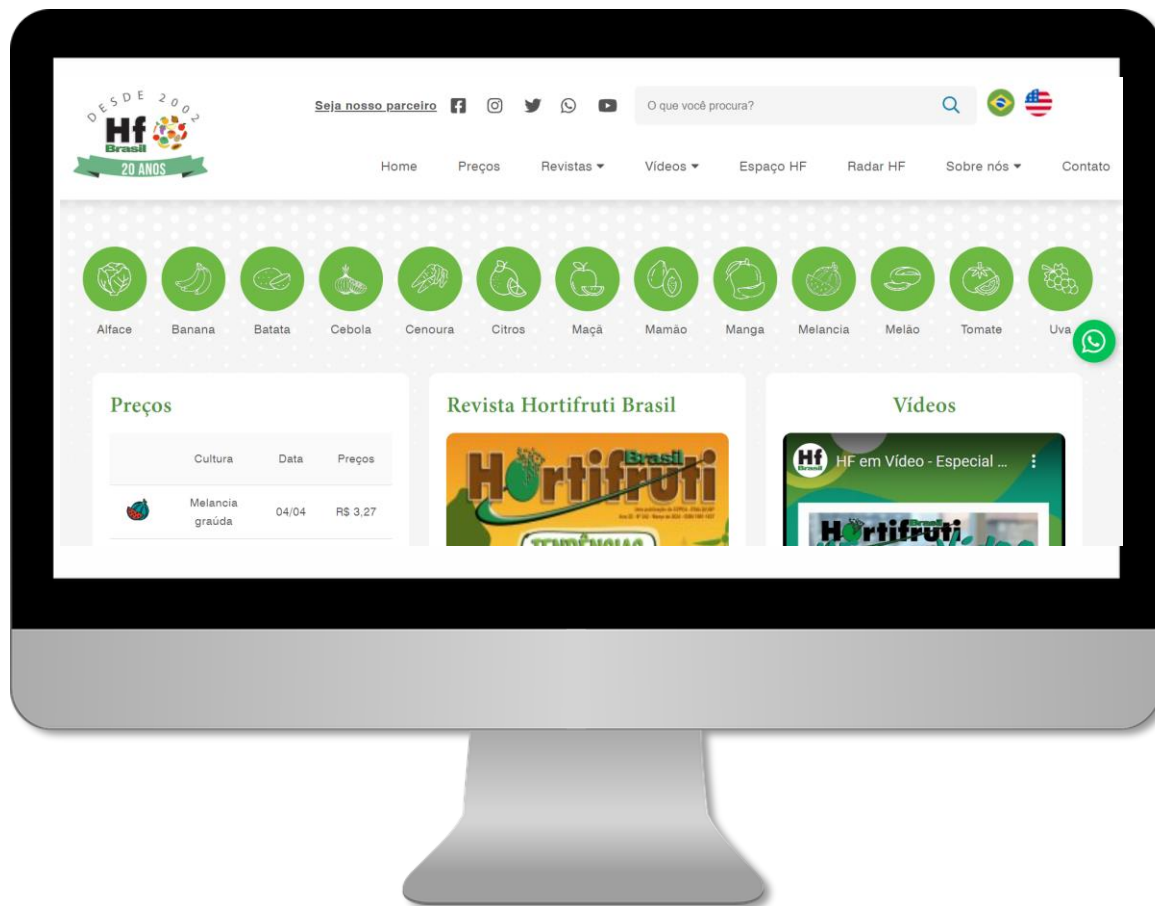 DESDE 2002
Hf
Brasil
20 ANOS
Seja nosso parceiro
O que você procura?
Home Preços Revistas Vídeos Espaço HF Radar HF Sobre nós Contato
Alface Banana Batata Cebola Cenoura Citros Maçã Mamão Manga Melancia Melão Tomate Uva
Preços
Cultura Data Preços
Melancia graúda 04/04 R$ 3,27
Revista Hortifruti Brasil
Hortifruti Brasil
TENDÊNCIAS
Vídeos
Hf Brasil
HF em Vídeo - Especial ...
Hortifruti Brasil